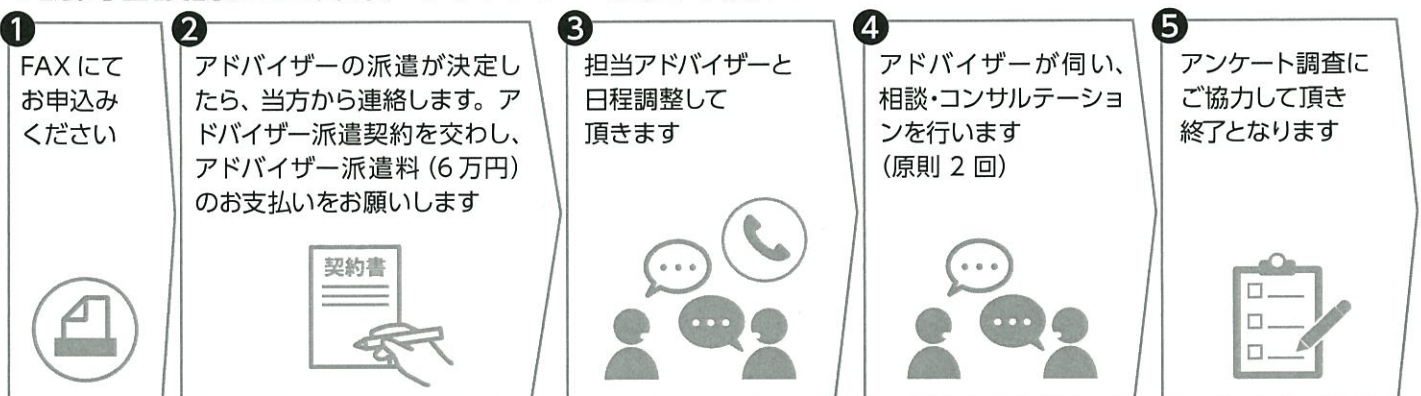 ❶
FAX にて
お申込み
ください
❷
アドバイザーの派遣が決定し
たら、当方から連絡します。ア
ドバイザー派遣契約を交わし、
アドバイザー派遣料（6 万円）
のお支払いをお願いします
契約書
❸
担当アドバイザーと
日程調整して
頂きます
❹
アドバイザーが伺い、
相談・コンサルテーショ
ンを行います
（原則 2 回）
❺
アンケート調査に
ご協力して頂き
終了となります